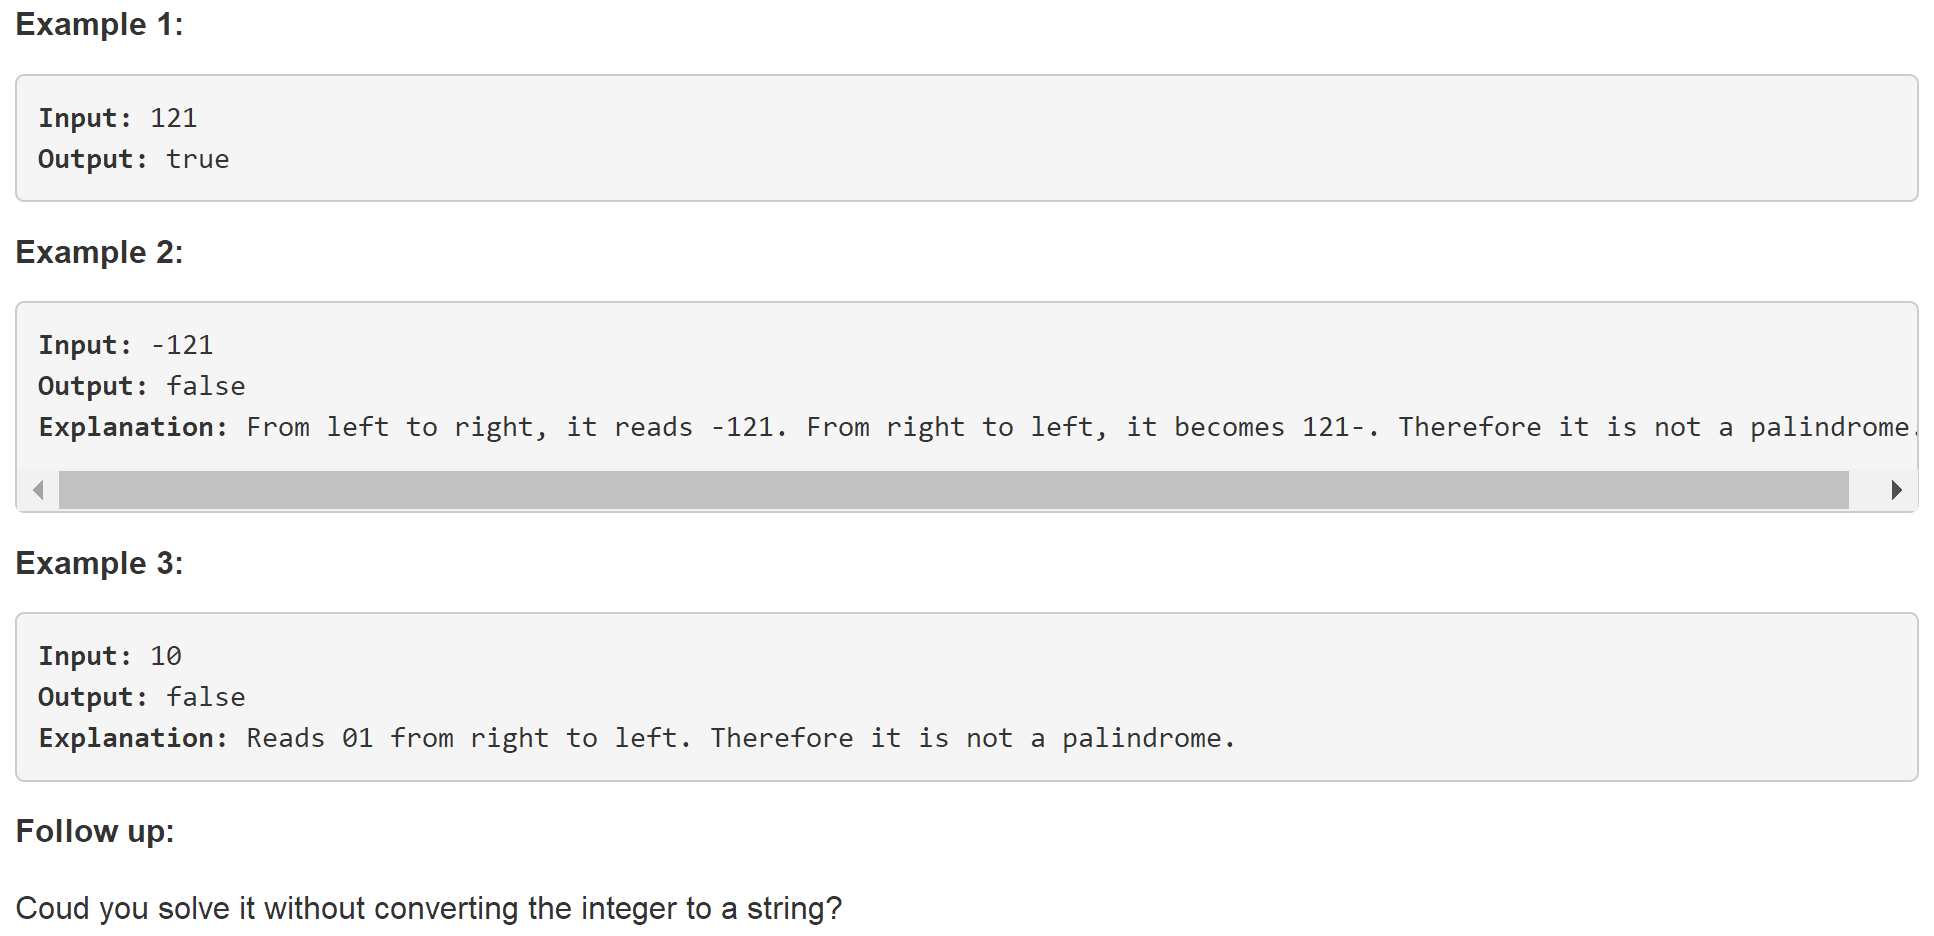 Example 1:
Input: 121
Output: true
Example 2:
Input: -121
Output: false
Explanation: From left to right, it reads -121. From right to left, it becomes 121-. Therefore it is not a palindrome.
Example 3:
Input: 10
Output: false
Explanation: Reads 01 from right to left. Therefore it is not a palindrome.
Follow up:
Coud you solve it without converting the integer to a string?